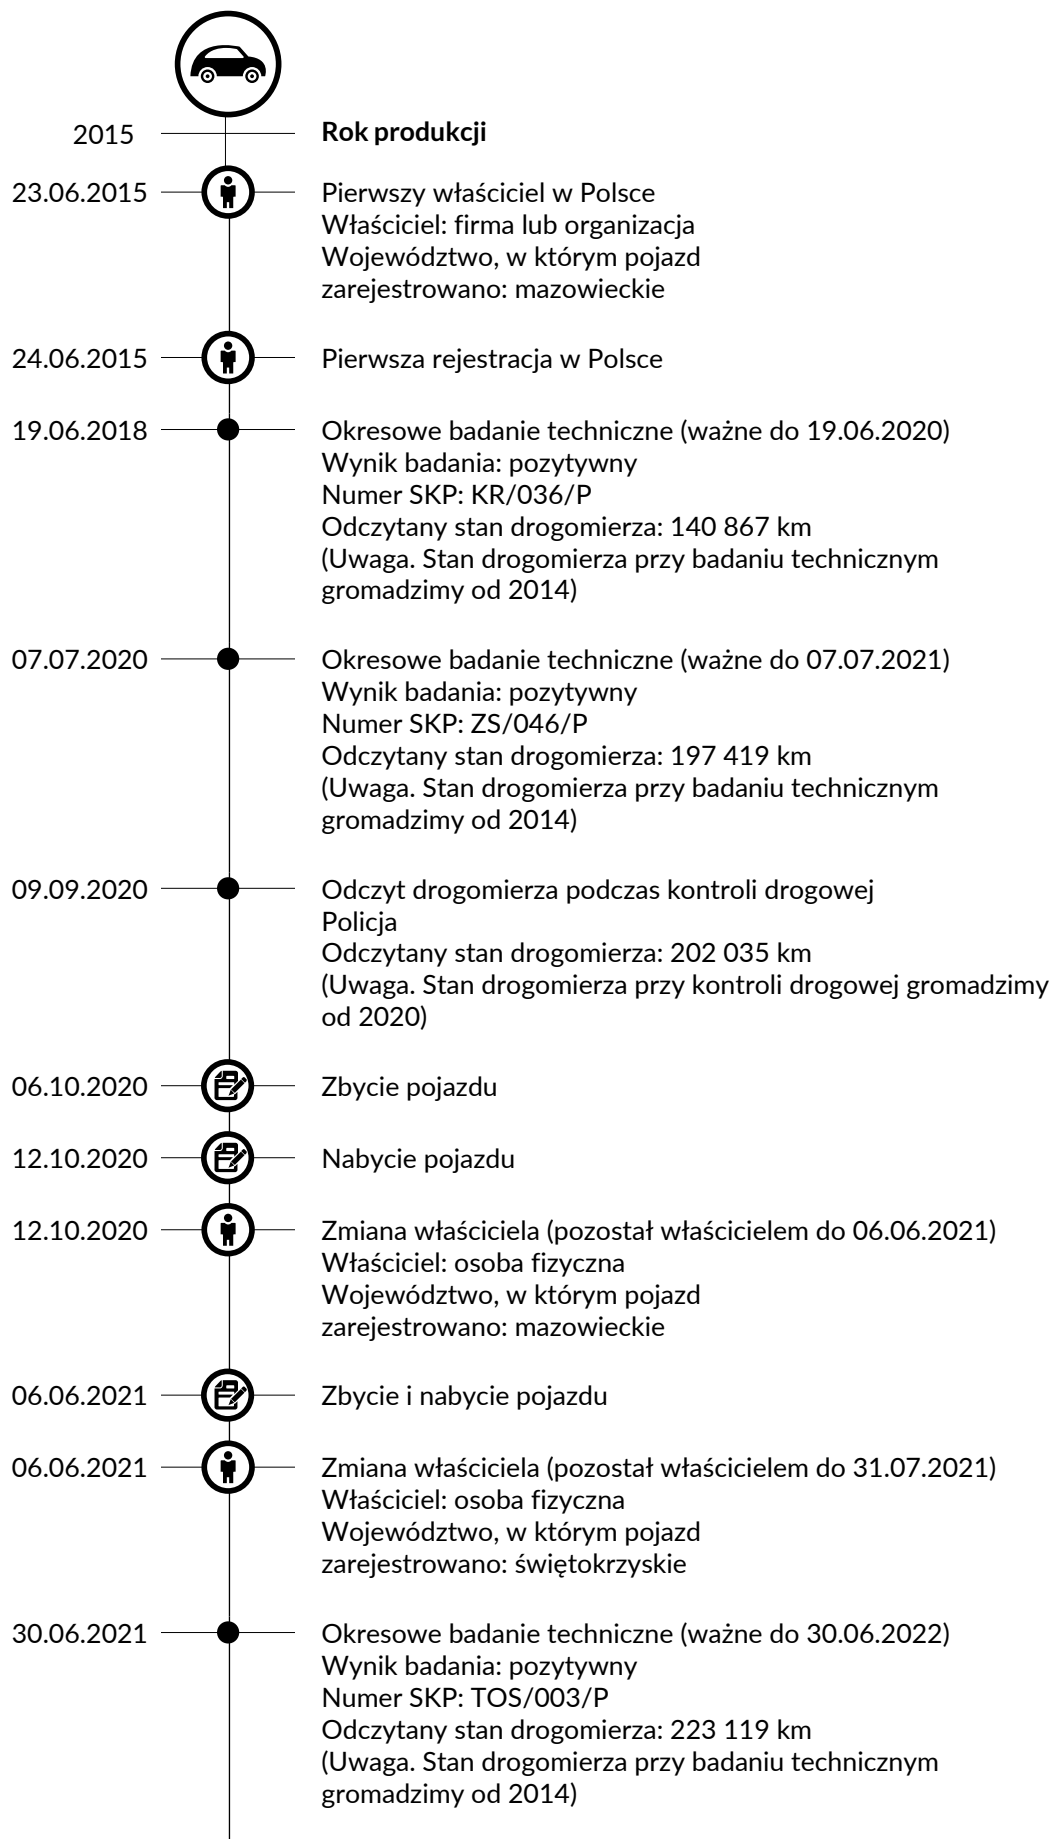 2015 Rok produkcji
23.06.2015 Pierwszy właściciel w Polsce
Właściciel: firma lub organizacja
Województwo, w którym pojazd
zarejestrowano: mazowieckie
24.06.2015 Pierwsza rejestracja w Polsce
19.06.2018 Okresowe badanie techniczne (ważne do 19.06.2020)
Wynik badania: pozytywny
Numer SKP: KR/036/P
Odczytany stan drogomierza: 140 867 km
(Uwaga. Stan drogomierza przy badaniu technicznym
gromadzimy od 2014)
07.07.2020 Okresowe badanie techniczne (ważne do 07.07.2021)
Wynik badania: pozytywny
Numer SKP: ZS/046/P
Odczytany stan drogomierza: 197 419 km
(Uwaga. Stan drogomierza przy badaniu technicznym
gromadzimy od 2014)
09.09.2020 Odczyt drogomierza podczas kontroli drogowej
Policja
Odczytany stan drogomierza: 202 035 km
(Uwaga. Stan drogomierza przy kontroli drogowej gromadzimy
od 2020)
06.10.2020 Zbycie pojazdu
12.10.2020 Nabycie pojazdu
12.10.2020 Zmiana właściciela (pozostał właścicielem do 06.06.2021)
Właściciel: osoba fizyczna
Województwo, w którym pojazd
zarejestrowano: mazowieckie
06.06.2021 Zbycie i nabycie pojazdu
06.06.2021 Zmiana właściciela (pozostał właścicielem do 31.07.2021)
Właściciel: osoba fizyczna
Województwo, w którym pojazd
zarejestrowano: świętokrzyskie
30.06.2021 Okresowe badanie techniczne (ważne do 30.06.2022)
Wynik badania: pozytywny
Numer SKP: TOS/003/P
Odczytany stan drogomierza: 223 119 km
(Uwaga. Stan drogomierza przy badaniu technicznym
gromadzimy od 2014)